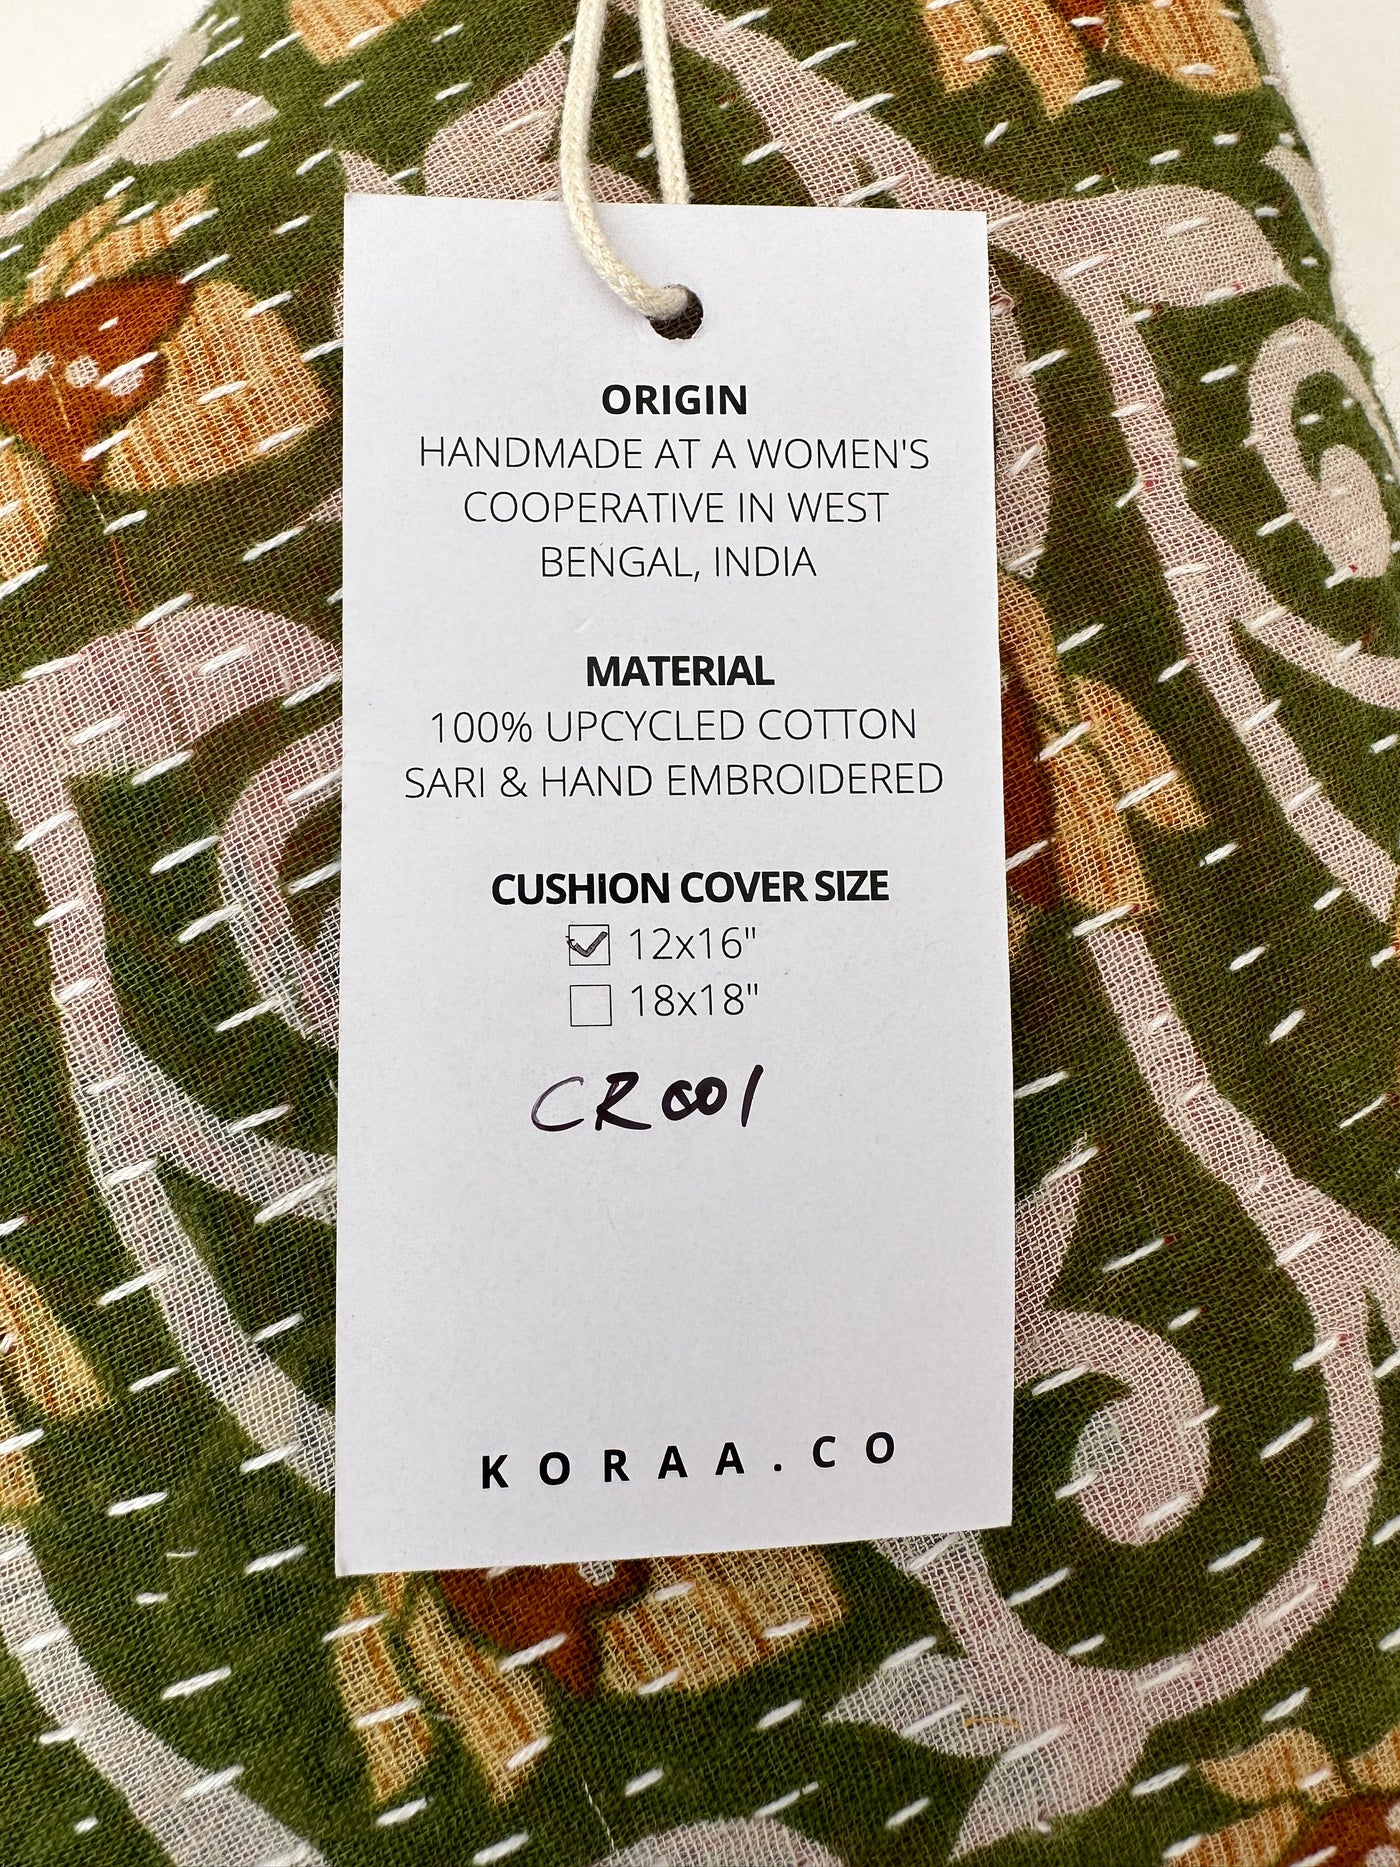 ORIGIN
HANDMADE AT A WOMEN'S
COOPERATIVE IN WEST
BENGAL, INDIA
MATERIAL
100% UPCYCLED COTTON
SARI & HAND EMBROIDERED
CUSHION COVER SIZE
12x16"
18x18"
CR001
KORAA.CO